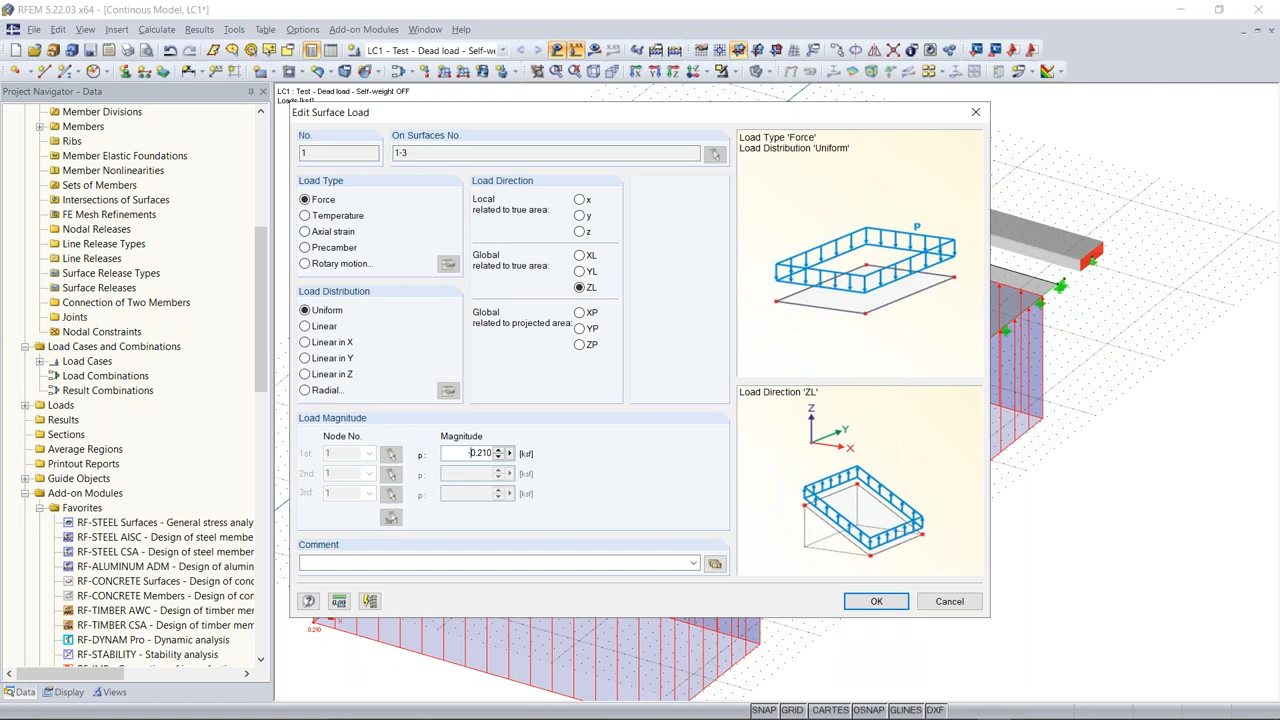 RFEM 5.22.03 x64 - [Continous Model, LC1*]
File Edit View Insert Calculate Results Tools Table Options Add-on Modules Window Help
LC1 - Test - Dead load - Self-we
Project Navigator - Data
Member Divisions
Members
Ribs
Member Elastic Foundations
Member Nonlinearities
Sets of Members
Intersections of Surfaces
FE Mesh Refinements
Nodal Releases
Line Release Types
Line Releases
Surface Release Types
Surface Releases
Connection of Two Members
Joints
Nodal Constraints
Load Cases and Combinations
Load Cases
Load Combinations
Result Combinations
Loads
Results
Sections
Average Regions
Printout Reports
Guide Objects
Add-on Modules
Favorites
RF-STEEL Surfaces - General stress analy
RF-STEEL AISC - Design of steel member
RF-STEEL CSA - Design of steel member
RF-ALUMINUM ADM - Design of alumin
RF-CONCRETE Surfaces - Design of conc
RF-CONCRETE Members - Design of con
RF-TIMBER AWC - Design of timber mer
RF-TIMBER CSA - Design of timber mem
RF-DYNAM Pro - Dynamic analysis
RF-STABILITY - Stability analysis
Data Display Views
LC1 : Test - Dead load - Self-weight OFF
Loads [ksf]
Edit Surface Load
No.
1
On Surfaces No.
1-3
Load Type
Force
Temperature
Axial strain
Precamber
Rotary motion...
Load Distribution
Uniform
Linear
Linear in X
Linear in Y
Linear in Z
Radial...
Load Direction
Local
related to true area:
x
y
z
Global
related to true area:
XL
YL
ZL
Global
related to projected area:
XP
YP
ZP
Load Magnitude
Node No. Magnitude
1st: 1 p: -0.210 [ksf]
2nd: 1 p: [ksf]
3rd: 1 p: [ksf]
Comment
Load Type 'Force'
Load Distribution 'Uniform'
p
Load Direction 'ZL'
Z
Y
X
OK Cancel
0.210
X
SNAP GRID CARTES OSNAP GLINES DXF